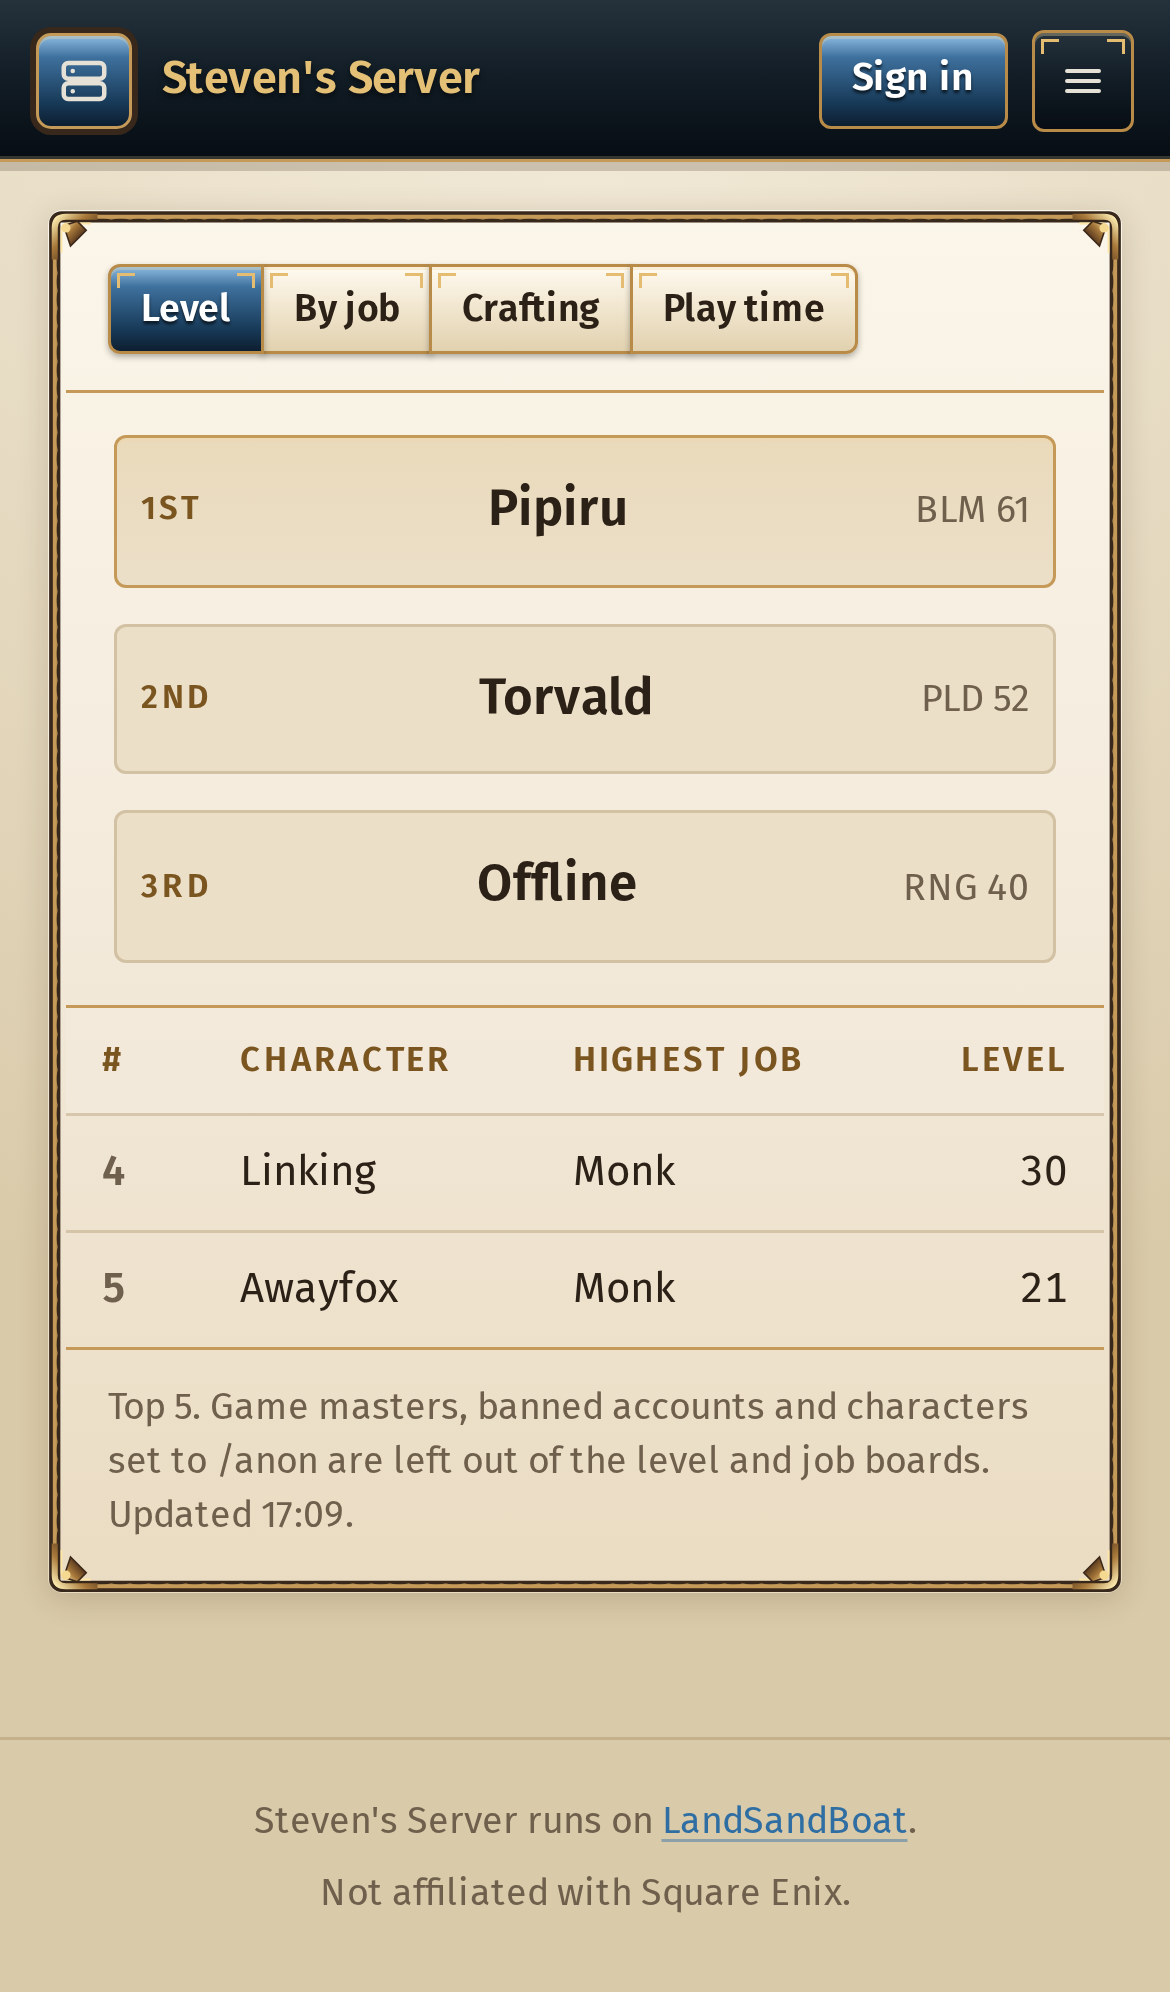 Steven's Server
Sign in
Level By job Crafting Play time
1ST Pipiru BLM 61
2ND Torvald PLD 52
3RD Offline RNG 40
# CHARACTER HIGHEST JOB LEVEL
4 Linking Monk 30
5 Awayfox Monk 21
Top 5. Game masters, banned accounts and characters
set to /anon are left out of the level and job boards.
Updated 17:09.
Steven's Server runs on LandSandBoat.
Not affiliated with Square Enix.